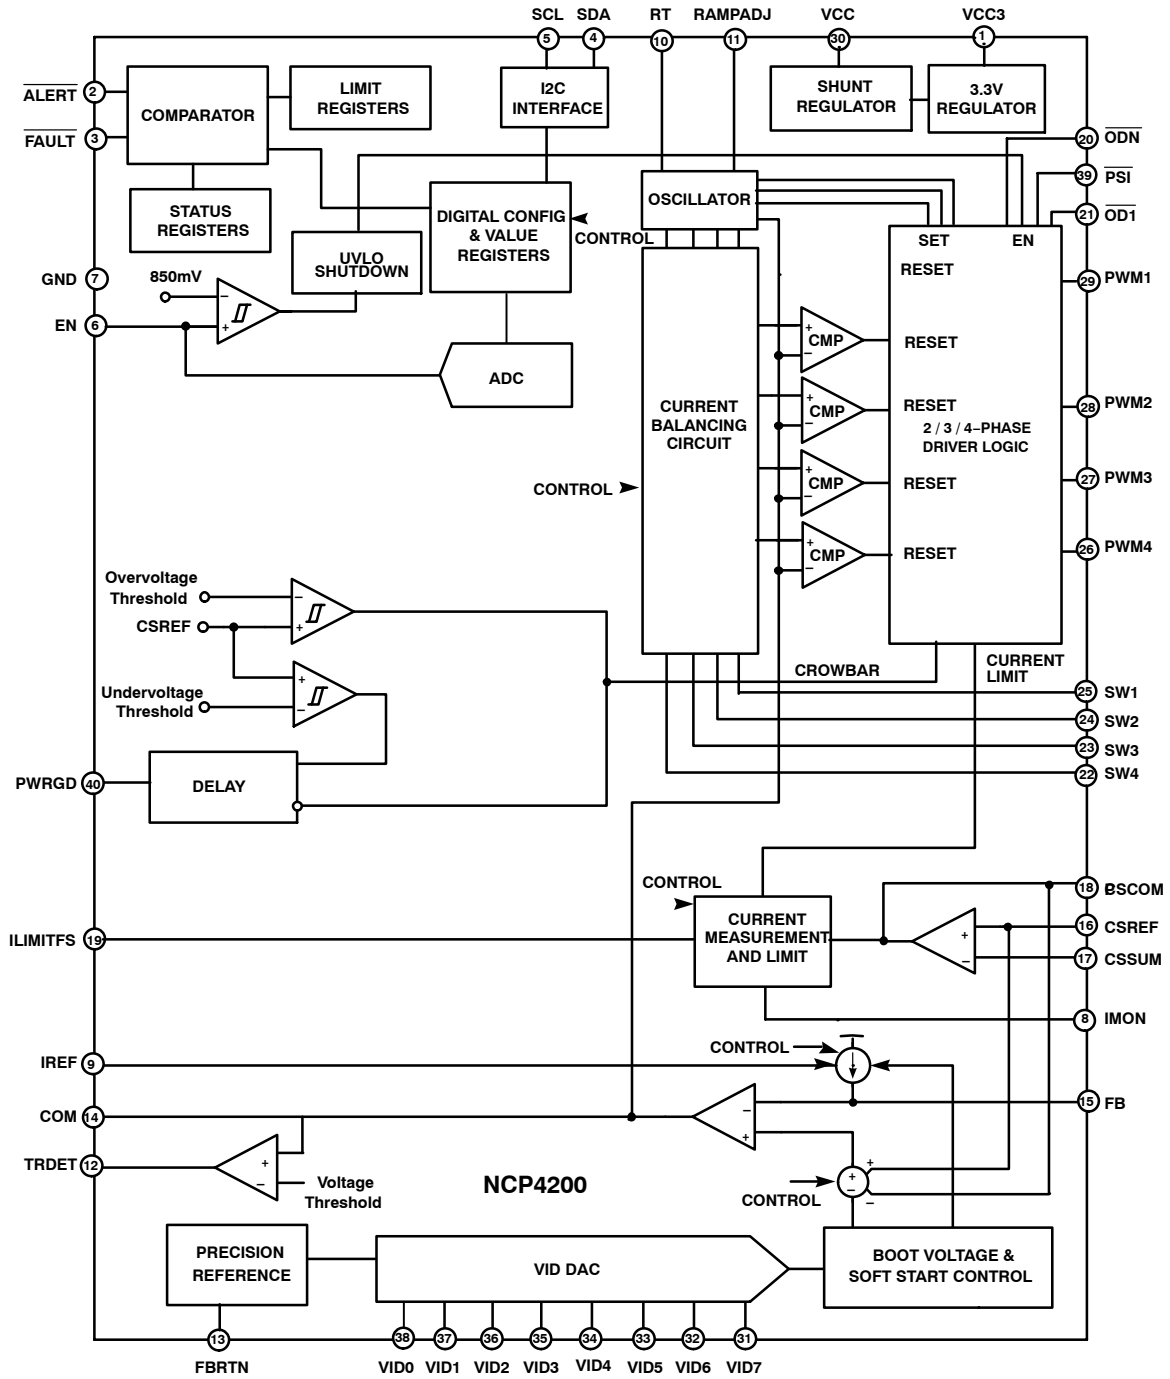 SCL SDA RT RAMPADJ VCC VCC3
5 4 10 11 30 1
ALERT 2
FAULT 3
COMPARATOR
LIMIT
REGISTERS
I2C
INTERFACE
SHUNT
REGULATOR
3.3V
REGULATOR
20 ODN
39 PSI
21 OD1
STATUS
REGISTERS
DIGITAL CONFIG
& VALUE
REGISTERS
CONTROL
OSCILLATOR
SET EN
UVLO
SHUTDOWN
RESET
GND 7
850mV
−
+
EN 6
29 PWM1
ADC
+
−
CMP
RESET
+
−
CMP
RESET
28 PWM2
CURRENT
BALANCING
CIRCUIT
2 / 3 / 4−PHASE
DRIVER LOGIC
CONTROL
+
−
CMP
RESET
27 PWM3
+
−
CMP
RESET
26 PWM4
Overvoltage
Threshold
−
+
CSREF
Undervoltage
Threshold
+
−
CROWBAR
CURRENT
LIMIT
25 SW1
24 SW2
23 SW3
22 SW4
PWRGD 40
DELAY
CONTROL
18 CSCOM
ILIMITFS 19
CURRENT
MEASUREMENT
AND LIMIT
+
−
16 CSREF
17 CSSUM
8 IMON
IREF 9
CONTROL
COM 14
−
+
15 FB
TRDET 12
+
−
Voltage
Threshold
NCP4200
CONTROL
+
−
+
−
PRECISION
REFERENCE
VID DAC
BOOT VOLTAGE &
SOFT START CONTROL
13 38 37 36 35 34 33 32 31
FBRTN VID0 VID1 VID2 VID3 VID4 VID5 VID6 VID7